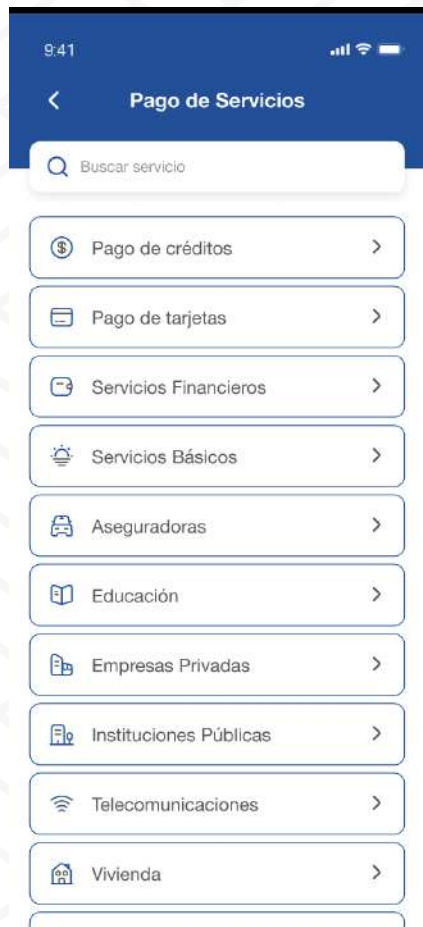 9:41
Pago de Servicios
Buscar servicio
Pago de créditos
Pago de tarjetas
Servicios Financieros
Servicios Básicos
Aseguradoras
Educación
Empresas Privadas
Instituciones Públicas
Telecomunicaciones
Vivienda